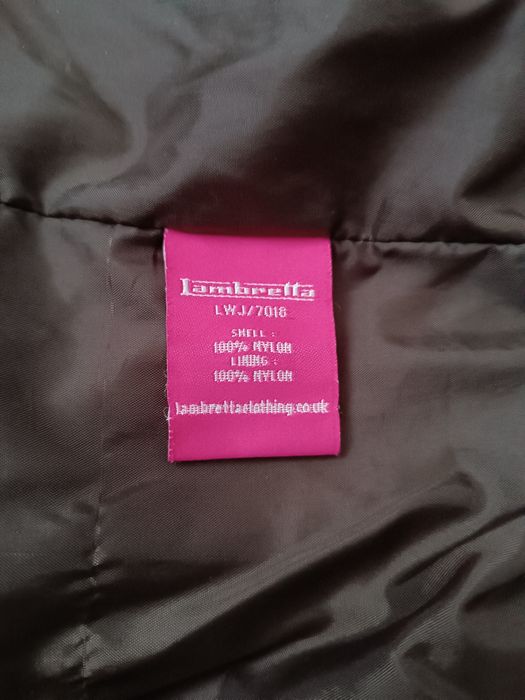 Lambretta
LWJ/7018
SHELL :
100% NYLON
LINING :
100% NYLON
lambrettaclothing.co.uk